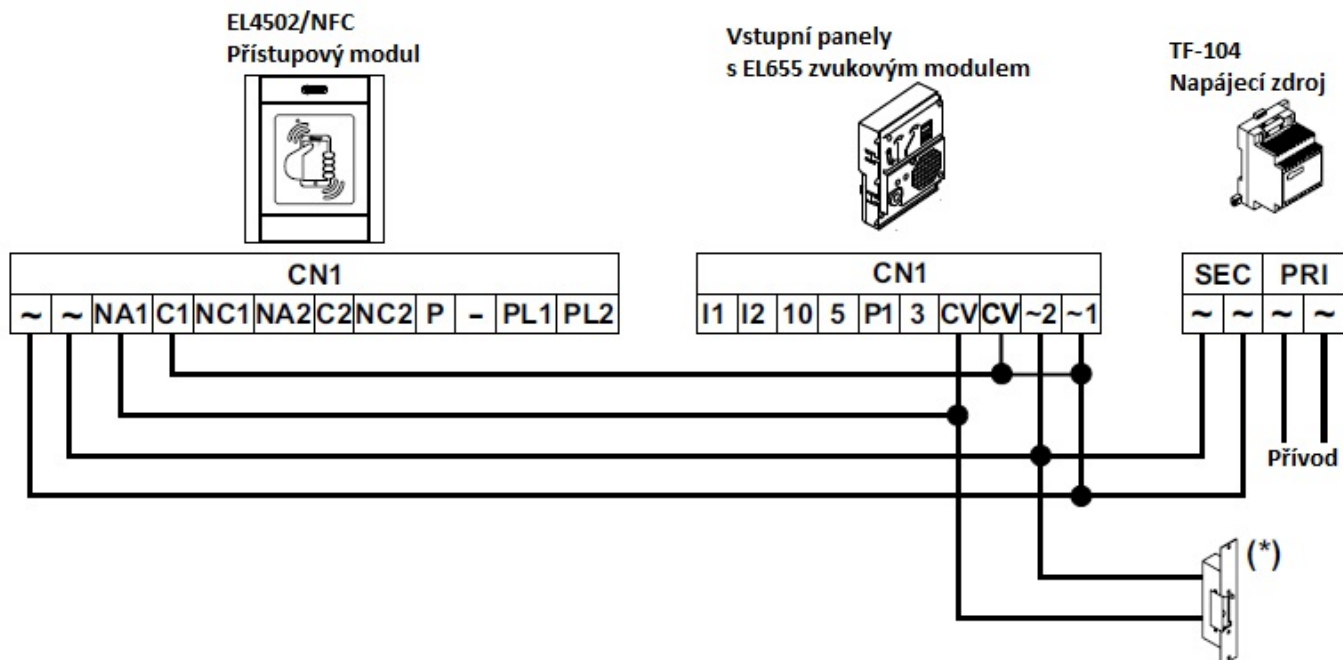 EL4502/NFC
Přístupový modul
Vstupní panely
s EL655 zvukovým modulem
TF-104
Napájecí zdroj
CN1
~ ~ NA1 C1 NC1 NA2 C2 NC2 P - PL1 PL2
CN1
I1 I2 10 5 P1 3 CV CV ~2 ~1
SEC PRI
~ ~ ~ ~
Přívod
(*)